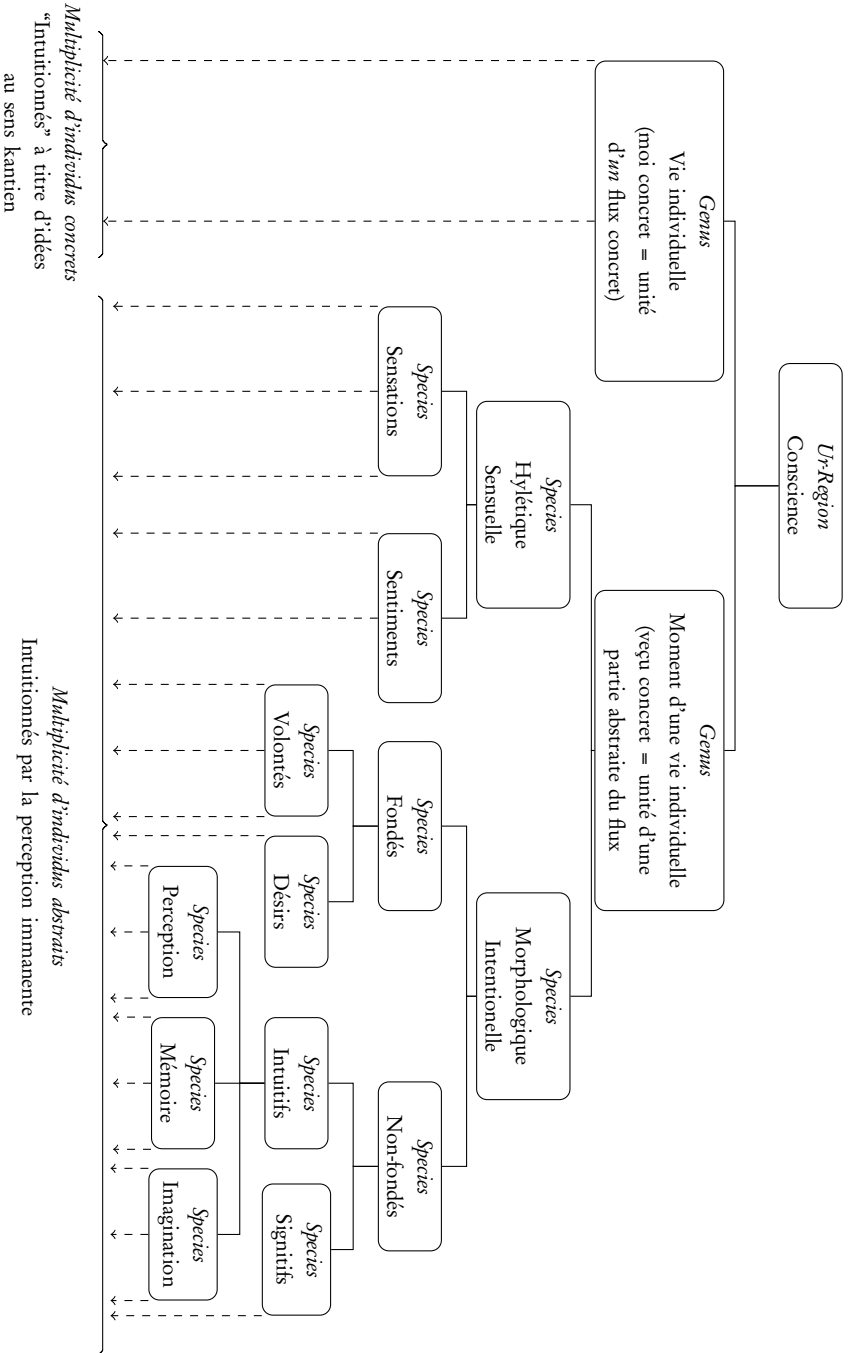 Ur-Region
Conscience
Genus
Vie individuelle
(moi concret = unité
d'un flux concret)
Genus
Moment d'une vie individuelle
(veçu concret = unité d'une
partie abstraite du flux
Species
Hylétique
Sensuelle
Species
Morphologique
Intentionelle
Species
Sensations
Species
Sentiments
Species
Fondés
Species
Non-fondés
Species
Volontés
Species
Désirs
Species
Intuitifs
Species
Signitifs
Species
Perception
Species
Mémoire
Species
Imagination
Multiplicité d'individus concrets
“Intuitionnés” à titre d'idées
au sens kantien
Multiplicité d'individus abstraits
Intuitionnés par la perception immanente